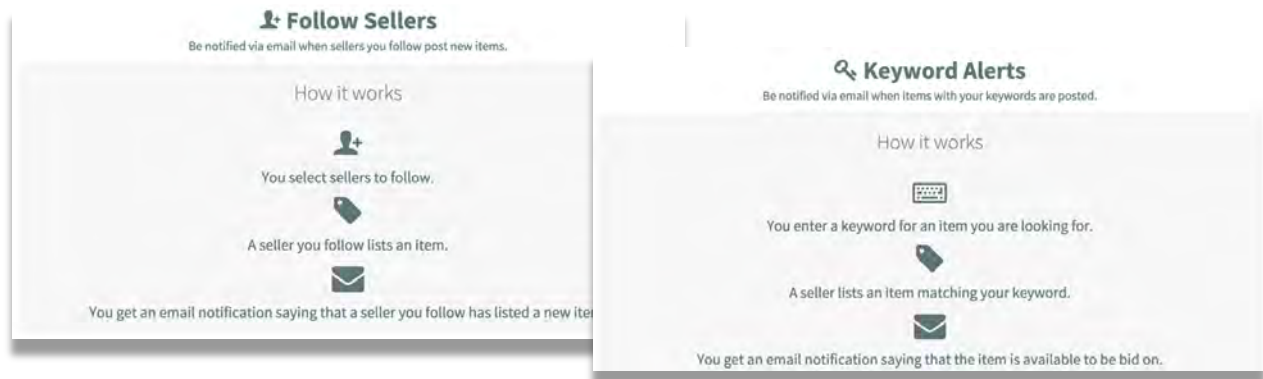 Follow Sellers
Be notified via email when sellers you follow post new items.
How it works
You select sellers to follow.
A seller you follow lists an item.
You get an email notification saying that a seller you follow has listed a new
Keyword Alerts
Be notified via email when items with your keywords are posted.
How it works
You enter a keyword for an item you are looking for.
A seller lists an item matching your keyword.
You get an email notification saying that the item is available to be bid on.